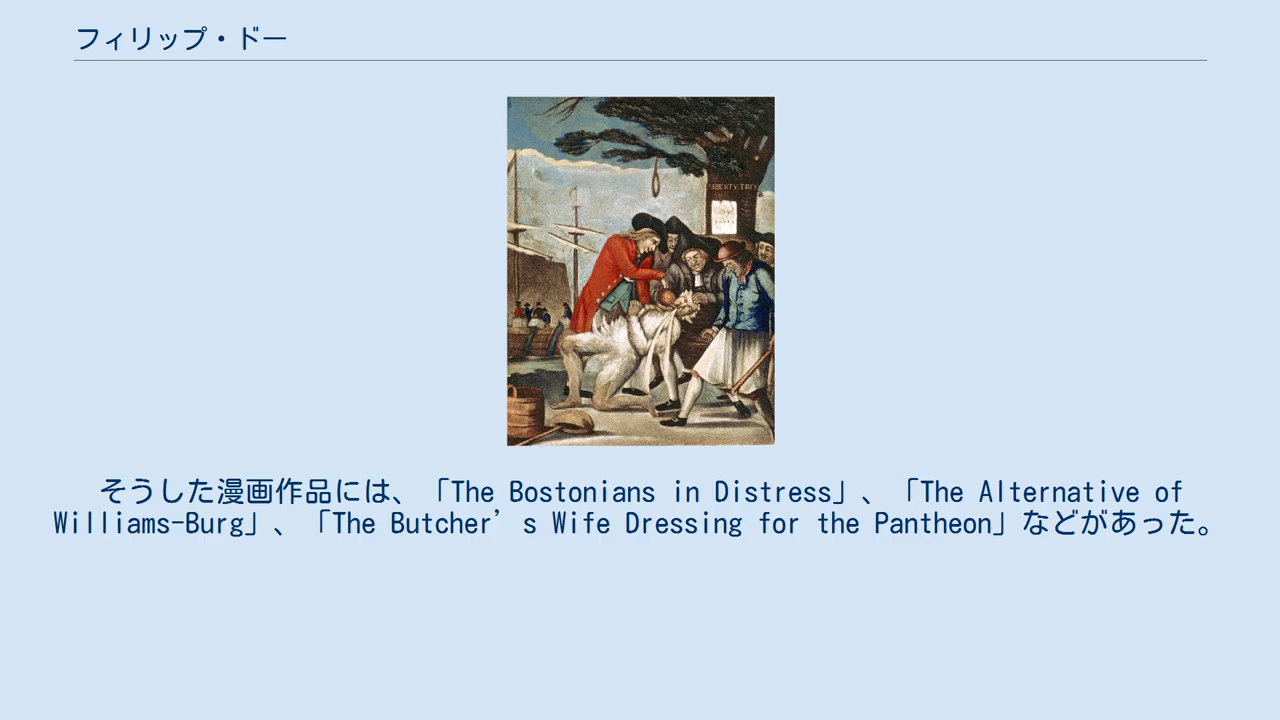 フィリップ・ドー
LIBERTY TREE
そうした漫画作品には、「The Bostonians in Distress」、「The Alternative of
Williams-Burg」、「The Butcher’s Wife Dressing for the Pantheon」などがあった。